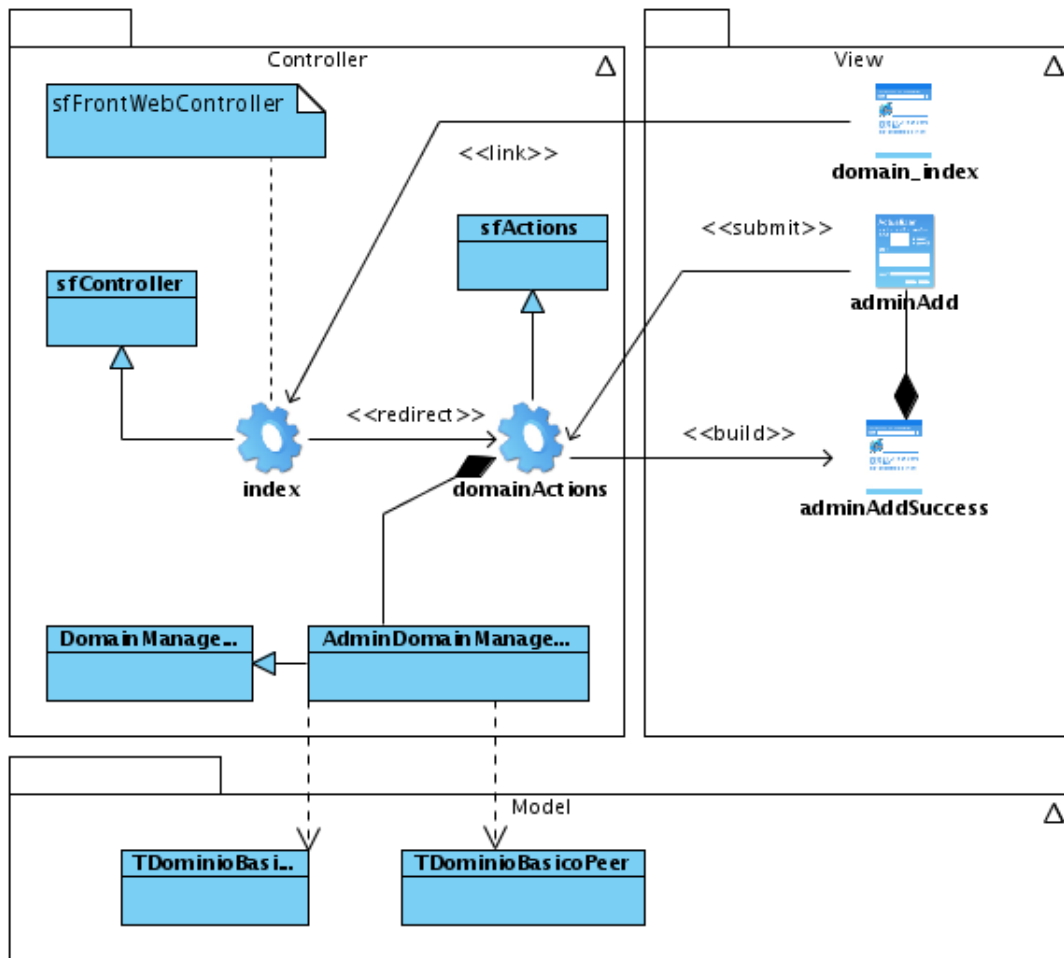 Controller
View
sfFrontWebController
<<link>>
domain_index
sfActions
<<submit>>
sfController
adminAdd
<<redirect>>
<<build>>
index
domainActions
adminAddSuccess
DomainManage...
AdminDomainManage...
Model
TDominioBasi...
TDominioBasicoPeer